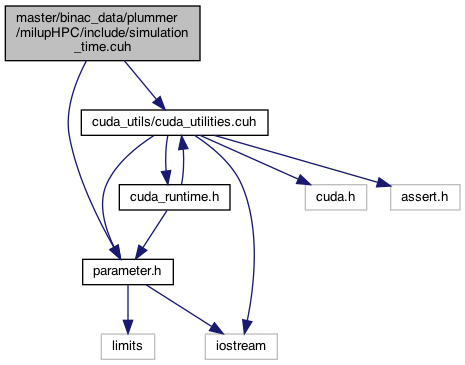 master/binac_data/plummer
/milupHPC/include/simulation
_time.cuh
cuda_utils/cuda_utilities.cuh
cuda_runtime.h
cuda.h
assert.h
parameter.h
limits
iostream